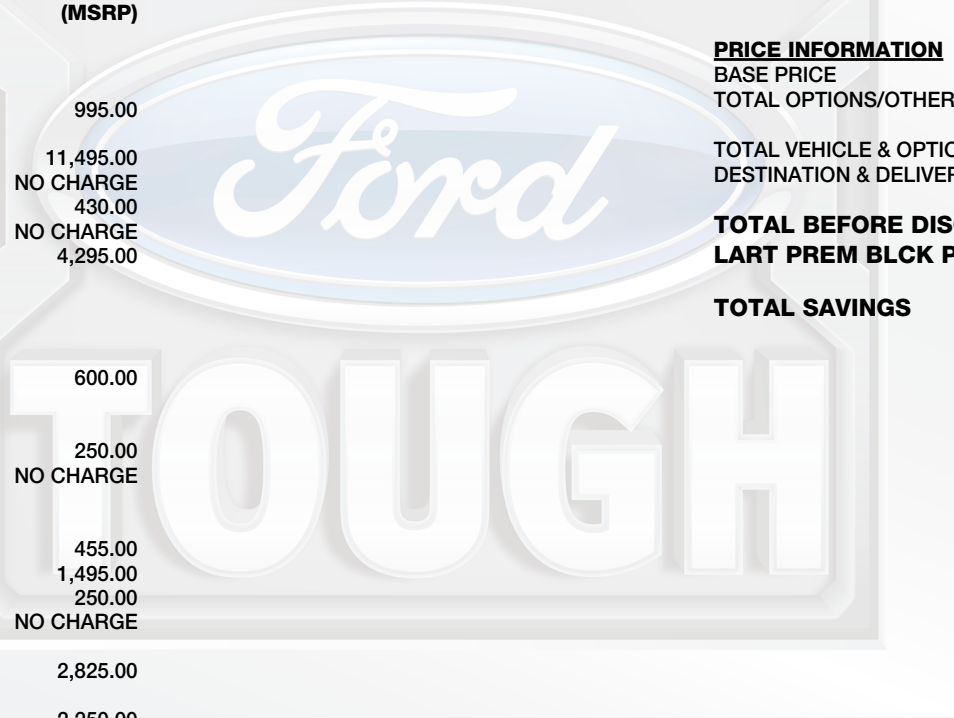 (MSRP)
995.00
11,495.00
NO CHARGE
430.00
NO CHARGE
4,295.00
600.00
250.00
NO CHARGE
455.00
1,495.00
250.00
NO CHARGE
2,825.00
PRICE INFORMATION
BASE PRICE
TOTAL OPTIONS/OTHER
TOTAL VEHICLE & OPTIO
DESTINATION & DELIVER
TOTAL BEFORE DIS
LART PREM BLCK P
TOTAL SAVINGS
Ford
TOUGH